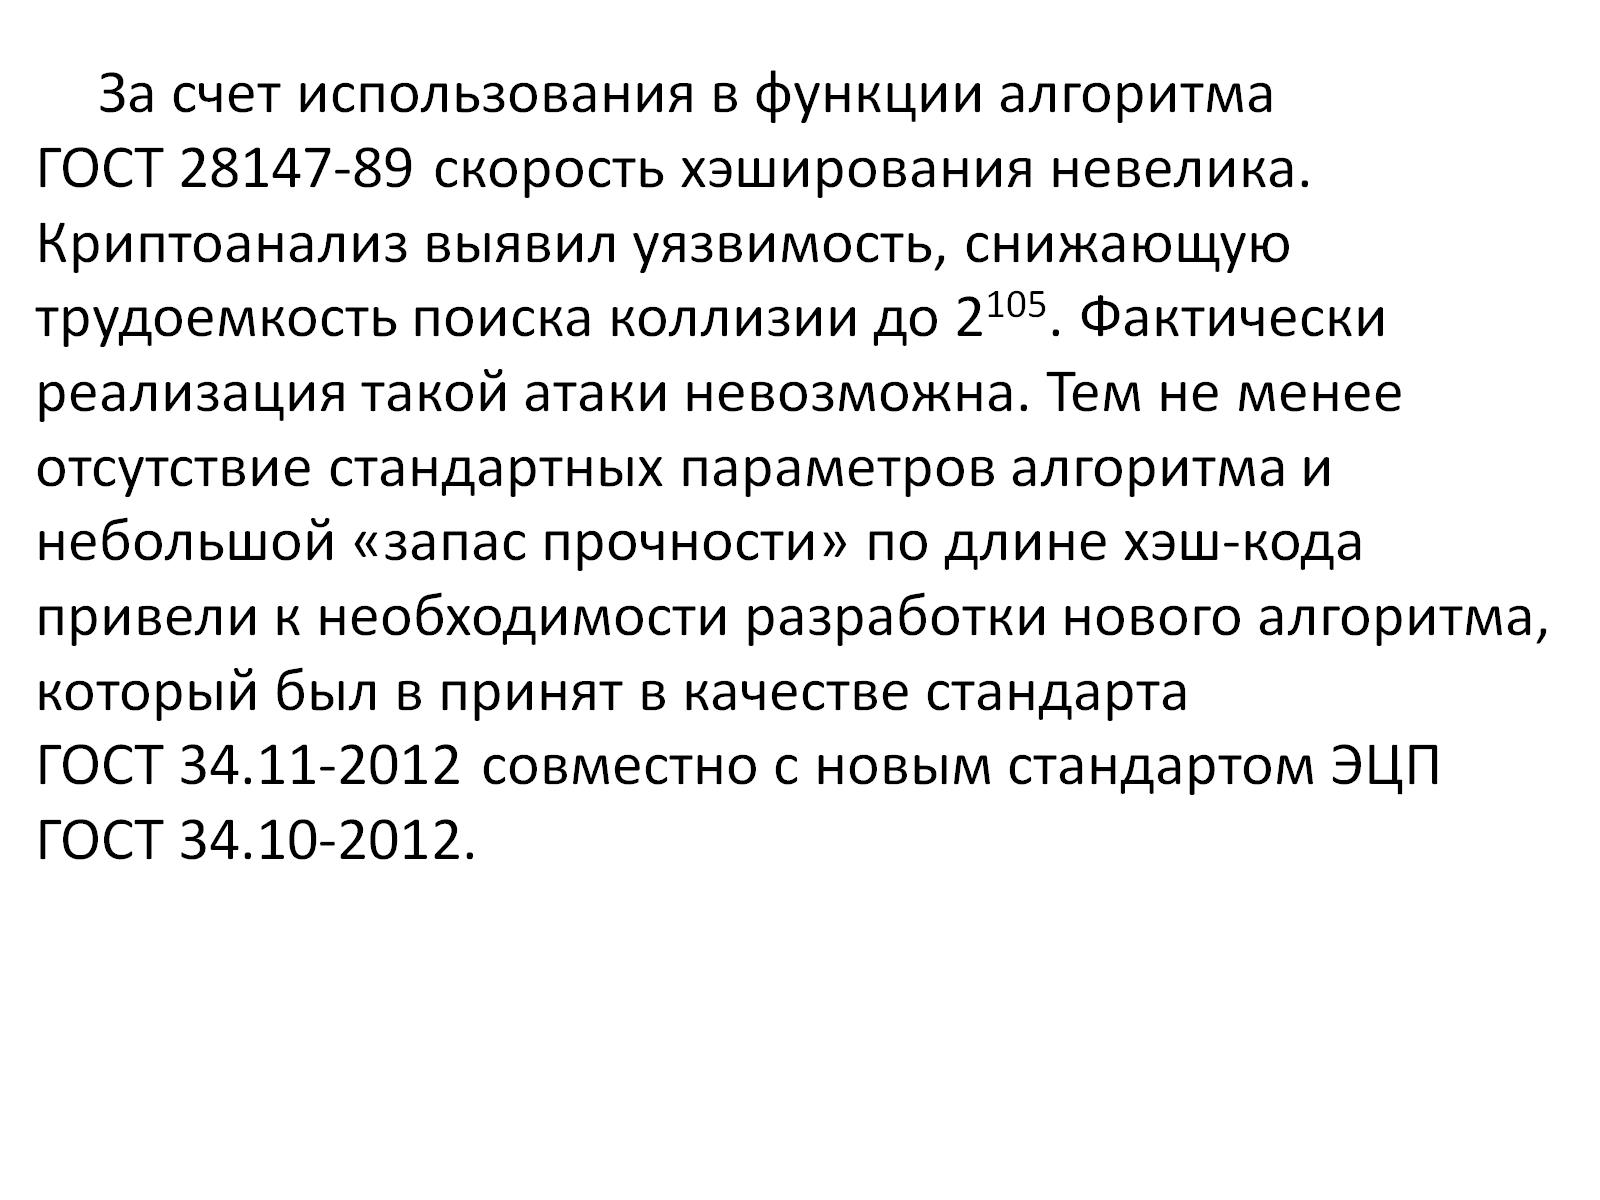 За счет использования в функции алгоритма
ГОСТ 28147-89 скорость хэширования невелика.
Криптоанализ выявил уязвимость, снижающую
трудоемкость поиска коллизии до 2¹⁰⁵. Фактически
реализация такой атаки невозможна. Тем не менее
отсутствие стандартных параметров алгоритма и
небольшой «запас прочности» по длине хэш-кода
привели к необходимости разработки нового алгоритма,
который был в принят в качестве стандарта
ГОСТ 34.11-2012 совместно с новым стандартом ЭЦП
ГОСТ 34.10-2012.